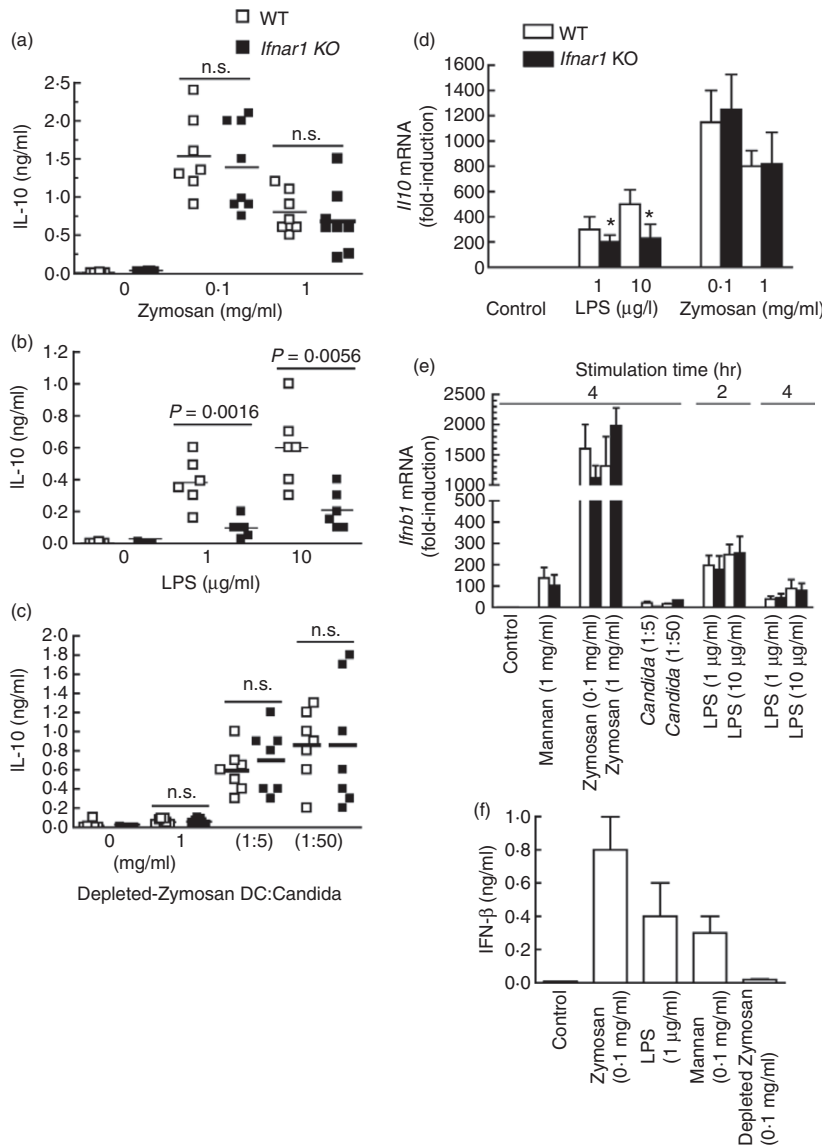 (a)
WT
Ifnar1 KO
n.s.
n.s.
2·5
2·0
1·5
1·0
0·5
0·0
IL-10 (ng/ml)
0 0·1 1
Zymosan (mg/ml)
(b)
P = 0·0056
P = 0·0016
1·2
1·0
0·8
0·6
0·4
0·2
0·0
IL-10 (ng/ml)
0 1 10
LPS (μg/ml)
(c)
n.s.
n.s.
n.s.
2·0
1·8
1·6
1·4
1·2
1·0
0·8
0·6
0·4
0·2
0·0
IL-10 (ng/ml)
0 1 (1:5) (1:50)
(mg/ml)
Depleted-Zymosan DC:Candida
(d)
WT
Ifnar1 KO
1600
1400
1200
1000
800
600
400
200
0
Il10 mRNA
(fold-induction)
* *
1 10 0·1 1
Control LPS (μg/l) Zymosan (mg/ml)
(e)
Stimulation time (hr)
4 2 4
2500
2000
1500
1000
500
400
300
200
100
0
Ifnb1 mRNA
(fold-induction)
Control
Mannan (1 mg/ml)
Zymosan (0·1 mg/ml)
Zymosan (1 mg/ml)
Candida (1:5)
Candida (1:50)
LPS (1 μg/ml)
LPS (10 μg/ml)
LPS (1 μg/ml)
LPS (10 μg/ml)
(f)
1·0
0·8
0·6
0·4
0·2
0·0
IFN-β (ng/ml)
Control
Zymosan
(0·1 mg/ml)
LPS
(1 μg/ml)
Mannan
(0·1 mg/ml)
Depleted Zymosan
(0·1 mg/ml)